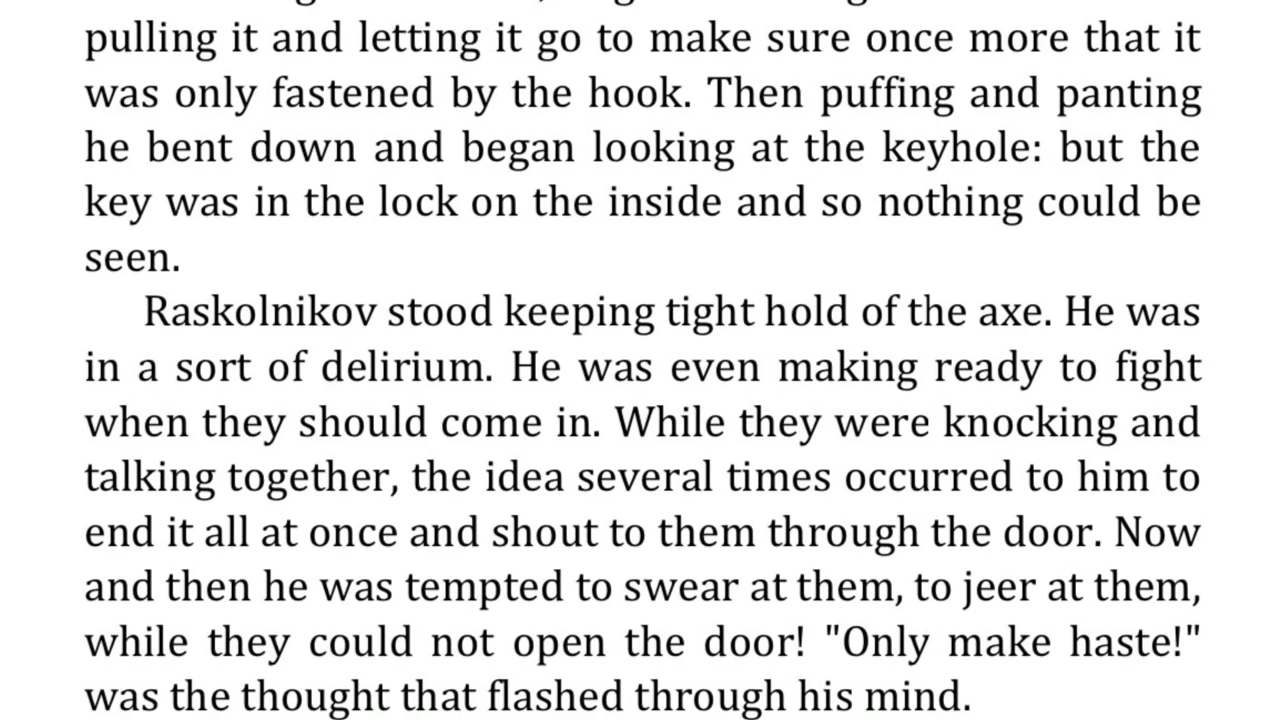 pulling it and letting it go to make sure once more that it
was only fastened by the hook. Then puffing and panting
he bent down and began looking at the keyhole: but the
key was in the lock on the inside and so nothing could be
seen.
Raskolnikov stood keeping tight hold of the axe. He was
in a sort of delirium. He was even making ready to fight
when they should come in. While they were knocking and
talking together, the idea several times occurred to him to
end it all at once and shout to them through the door. Now
and then he was tempted to swear at them, to jeer at them,
while they could not open the door! "Only make haste!"
was the thought that flashed through his mind.